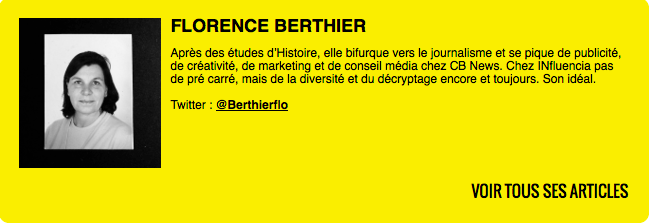 FLORENCE BERTHIER
Après des études d'Histoire, elle bifurque vers le journalisme et se pique de publicité,
de créativité, de marketing et de conseil média chez CB News. Chez INfluencia pas
de pré carré, mais de la diversité et du décryptage encore et toujours. Son idéal.
Twitter : @Berthierflo
VOIR TOUS SES ARTICLES